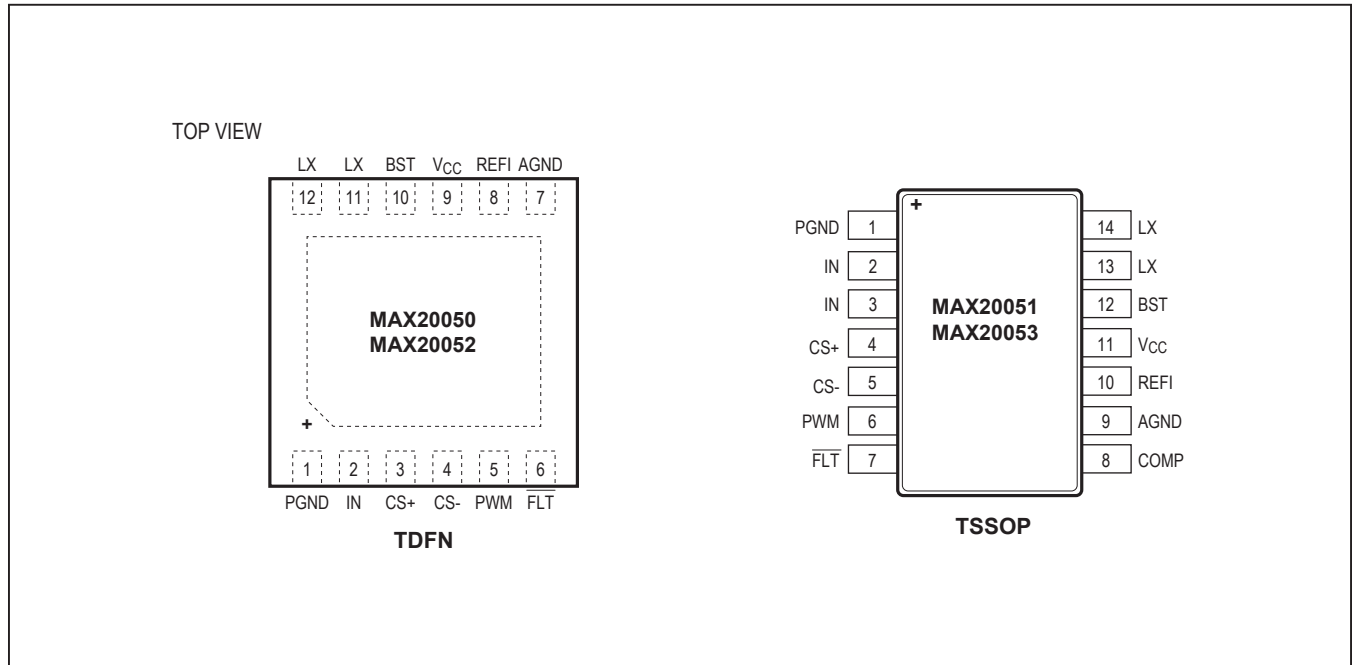 TOP VIEW
LX LX BST VCC REFI AGND
12 11 10 9 8 7
MAX20050
MAX20052
+
1 2 3 4 5 6
PGND IN CS+ CS- PWM FLT
TDFN
+
PGND 1 14 LX
IN 2 13 LX
IN 3 12 BST
MAX20051
MAX20053
CS+ 4 11 VCC
CS- 5 10 REFI
PWM 6 9 AGND
FLT 7 8 COMP
TSSOP